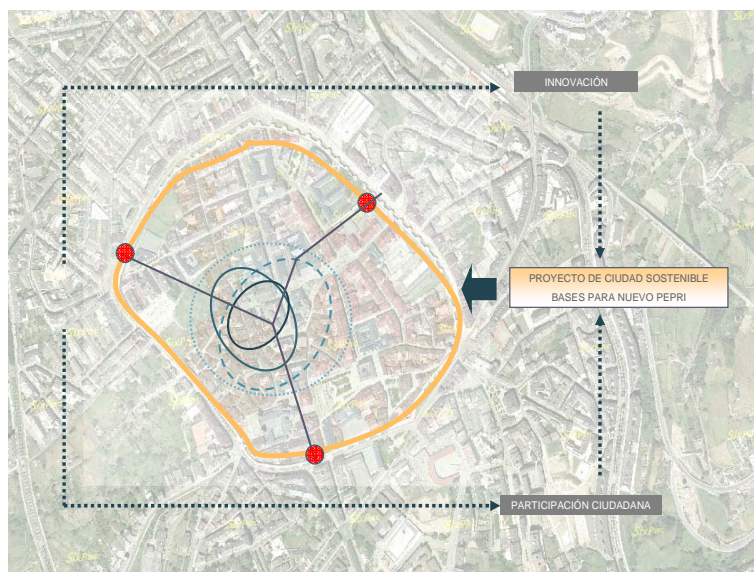 INNOVACIÓN
PROYECTO DE CIUDAD SOSTENIBLE
BASES PARA NUEVO PEPRI
PARTICIPACIÓN CIUDADANA